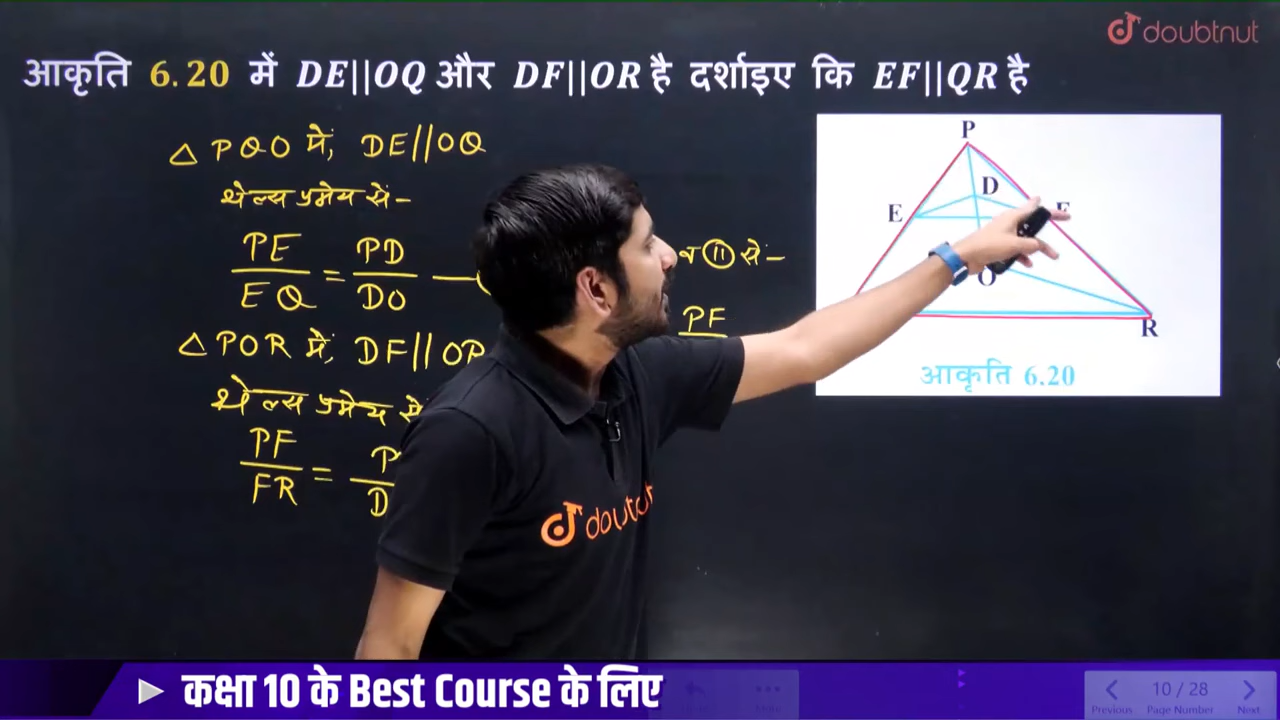 doubtnut
आकृति 6.20 में DE||OQ और DF||OR है दर्शाइए कि EF||QR है
△ PQO में, DE||OQ
थेल्स प्रमेय से-
PE/EQ = PD/DO —
△ POR में, DF||OR
थेल्स प्रमेय से
PF/FR =
व ⑪ से-
PF
P
D
E
O
R
आकृति 6.20
doubtnut
कक्षा 10 के Best Course के लिए
Previous
10 / 28
Page Number
Next